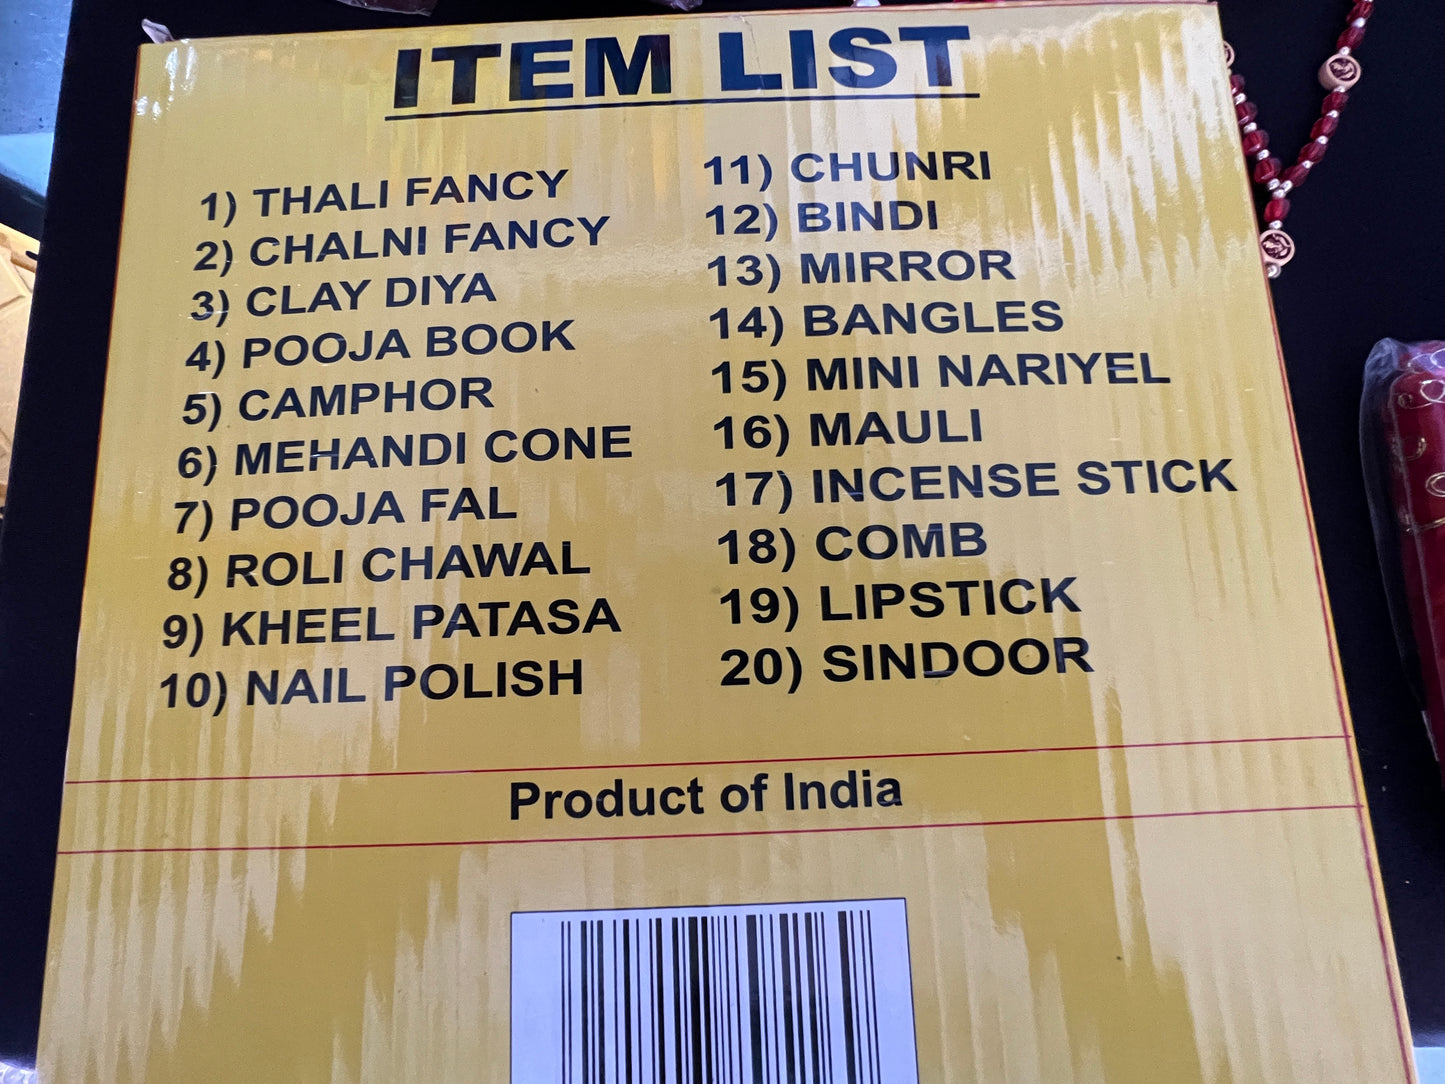 ITEM LIST
1) THALI FANCY
2) CHALNI FANCY
3) CLAY DIYA
4) POOJA BOOK
5) CAMPHOR
6) MEHANDI CONE
7) POOJA FAL
8) ROLI CHAWAL
9) KHEEL PATASA
10) NAIL POLISH
11) CHUNRI
12) BINDI
13) MIRROR
14) BANGLES
15) MINI NARIYEL
16) MAULI
17) INCENSE STICK
18) COMB
19) LIPSTICK
20) SINDOOR
Product of India